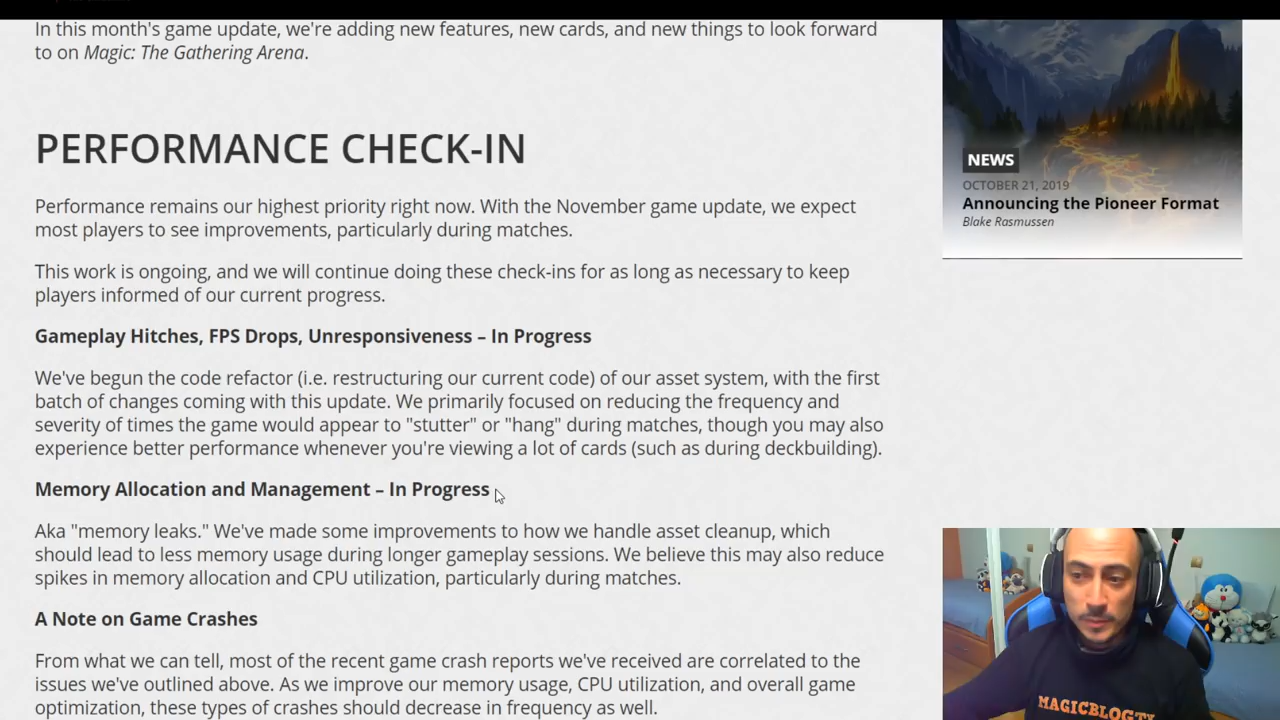 In this month's game update, we're adding new features, new cards, and new things to look forward
to on Magic: The Gathering Arena.
PERFORMANCE CHECK-IN
Performance remains our highest priority right now. With the November game update, we expect
most players to see improvements, particularly during matches.
This work is ongoing, and we will continue doing these check-ins for as long as necessary to keep
players informed of our current progress.
Gameplay Hitches, FPS Drops, Unresponsiveness – In Progress
We've begun the code refactor (i.e. restructuring our current code) of our asset system, with the first
batch of changes coming with this update. We primarily focused on reducing the frequency and
severity of times the game would appear to "stutter" or "hang" during matches, though you may also
experience better performance whenever you're viewing a lot of cards (such as during deckbuilding).
Memory Allocation and Management – In Progress
Aka "memory leaks." We've made some improvements to how we handle asset cleanup, which
should lead to less memory usage during longer gameplay sessions. We believe this may also reduce
spikes in memory allocation and CPU utilization, particularly during matches.
A Note on Game Crashes
From what we can tell, most of the recent game crash reports we've received are correlated to the
issues we've outlined above. As we improve our memory usage, CPU utilization, and overall game
optimization, these types of crashes should decrease in frequency as well.
NEWS
OCTOBER 21, 2019
Announcing the Pioneer Format
Blake Rasmussen